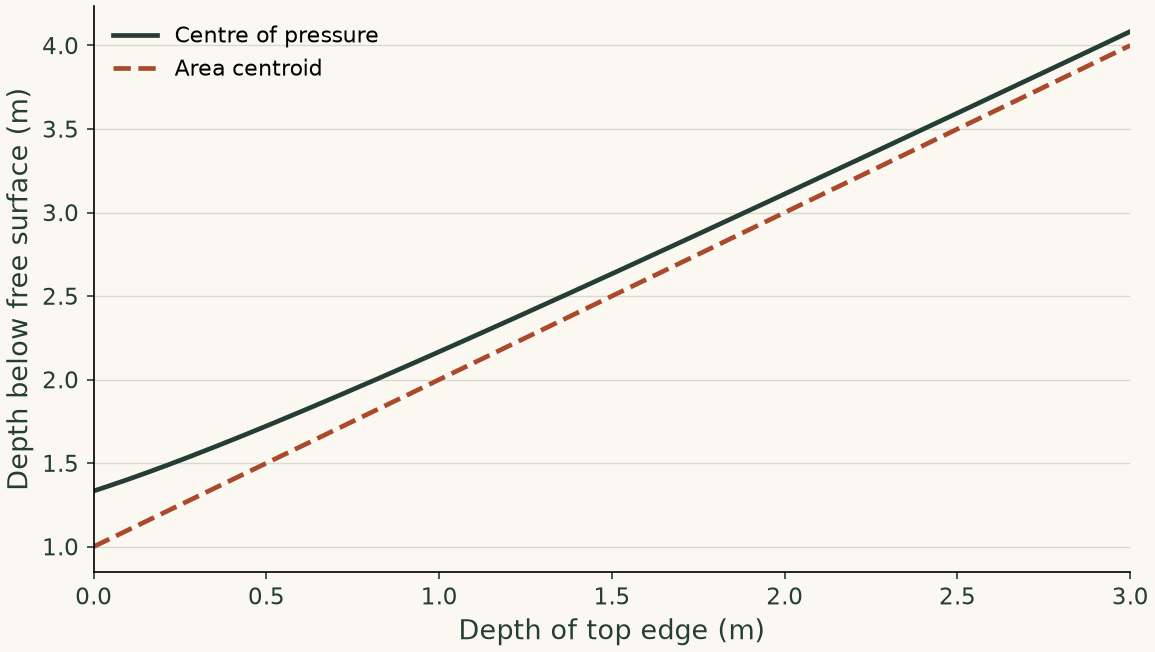 Centre of pressure
Area centroid
Depth below free surface (m)
4.0
3.5
3.0
2.5
2.0
1.5
1.0
0.0 0.5 1.0 1.5 2.0 2.5 3.0
Depth of top edge (m)